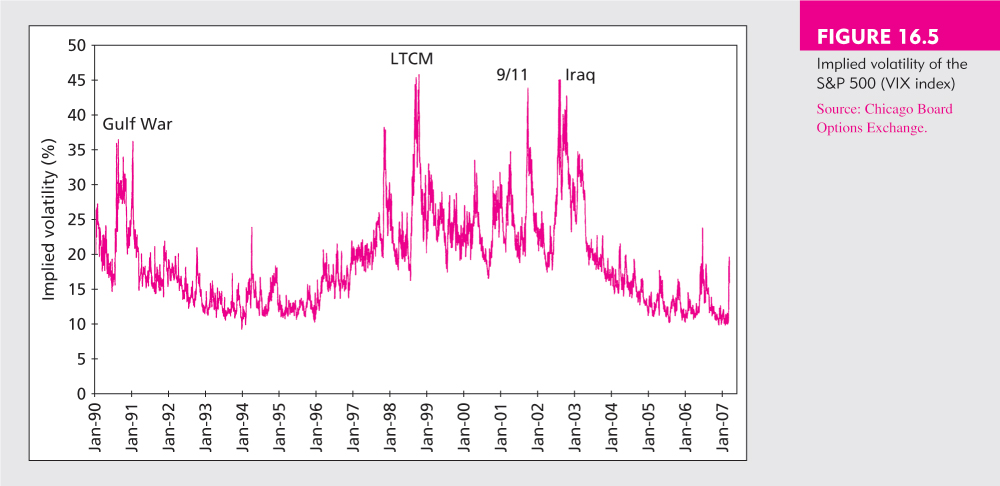 FIGURE 16.5
Implied volatility of the
S&P 500 (VIX index)
Source: Chicago Board
Options Exchange.
Implied volatility (%)
50
45
40
35
30
25
20
15
10
5
0
Gulf War
LTCM
9/11
Iraq
Jan-90
Jan-91
Jan-92
Jan-93
Jan-94
Jan-95
Jan-96
Jan-97
Jan-98
Jan-99
Jan-00
Jan-01
Jan-02
Jan-03
Jan-04
Jan-05
Jan-06
Jan-07